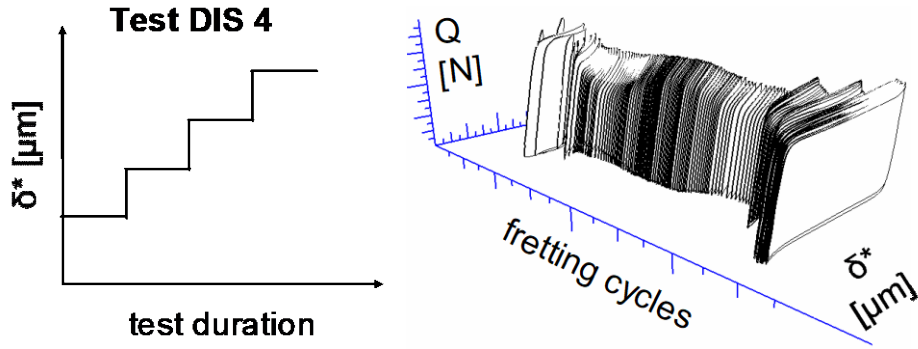 Test DIS 4
δ* [µm]
test duration
Q
[N]
fretting cycles
δ*
[µm]